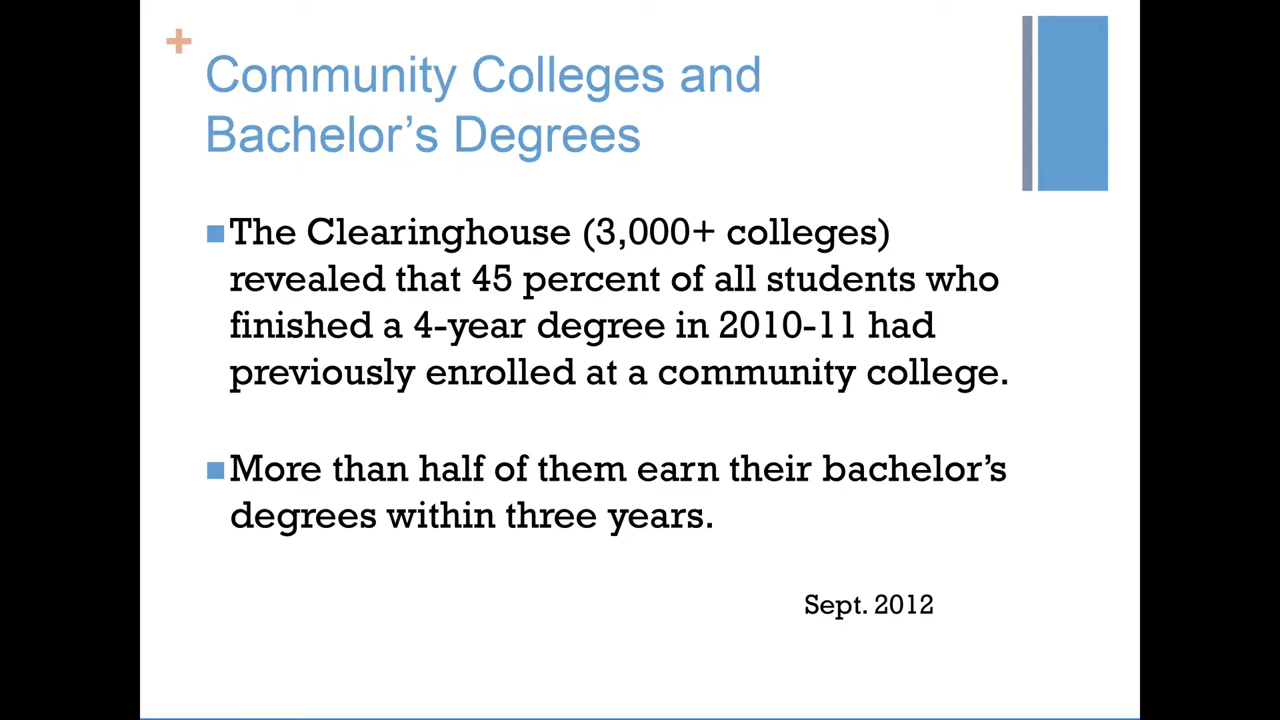 Community Colleges and
Bachelor’s Degrees
The Clearinghouse (3,000+ colleges)
revealed that 45 percent of all students who
finished a 4-year degree in 2010-11 had
previously enrolled at a community college.
More than half of them earn their bachelor’s
degrees within three years.
Sept. 2012